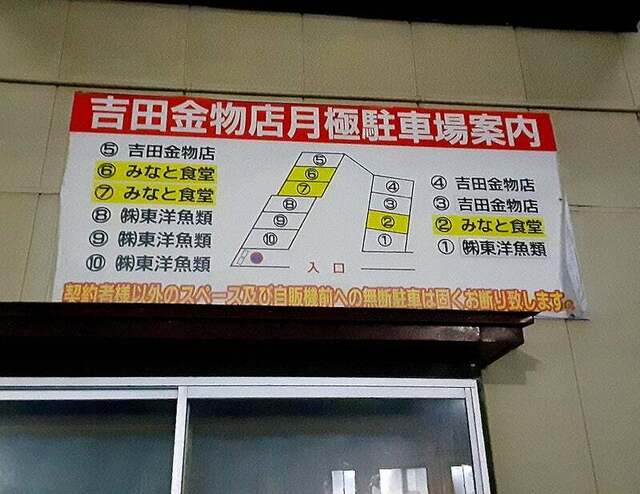 吉田金物店月極駐車場案内
⑤ 吉田金物店
⑥ みなと食堂
⑦ みなと食堂
⑧ ㈱東洋魚類
⑨ ㈱東洋魚類
⑩ ㈱東洋魚類
⑤
⑥
⑦
⑧
⑨
⑩
④
③
②
①
入口
④ 吉田金物店
③ 吉田金物店
② みなと食堂
① ㈱東洋魚類
契約者様以外のスペース及び自販機前への無断駐車は固くお断り致します。